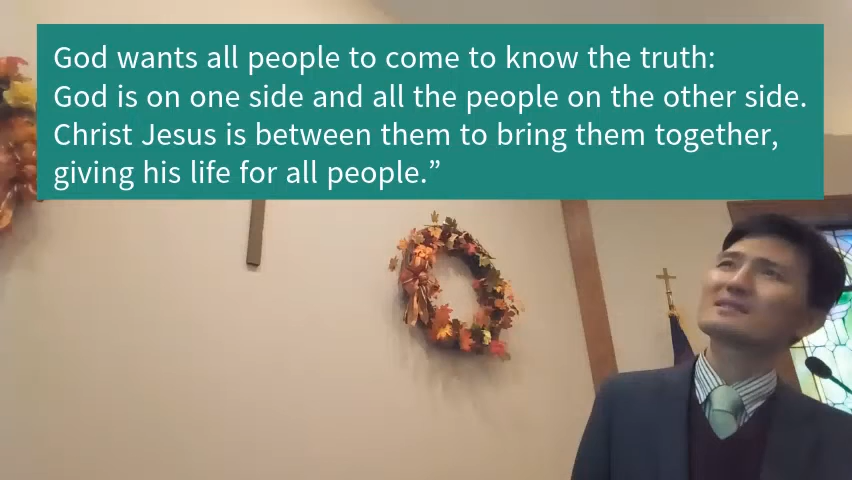 God wants all people to come to know the truth:
God is on one side and all the people on the other side.
Christ Jesus is between them to bring them together,
giving his life for all people.”